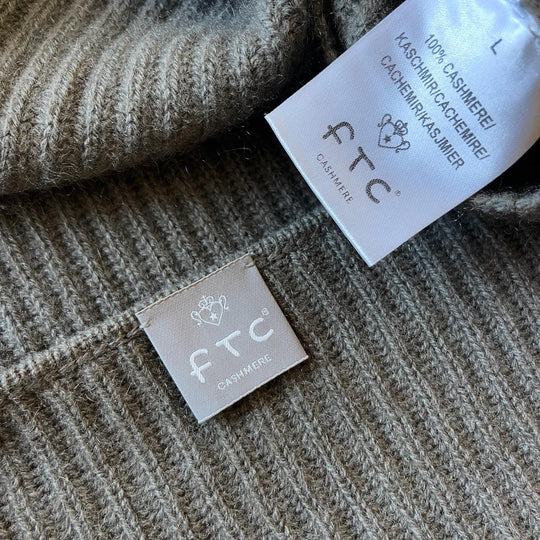 L
100% CASHMERE/
KASCHMIR/CACHEMIRE/
CACHEMIR/KASJMIER
FTC®
CASHMERE
FTC®
CASHMERE